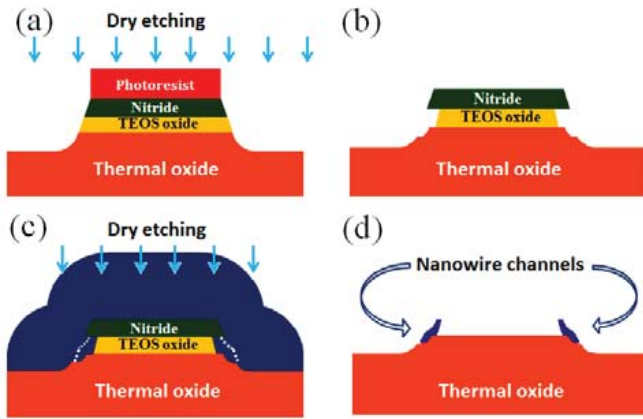 (a)
Dry etching
Photoresist
Nitride
TEOS oxide
Thermal oxide
(b)
Nitride
TEOS oxide
Thermal oxide
(c)
Dry etching
Nitride
TEOS oxide
Thermal oxide
(d)
Nanowire channels
Thermal oxide